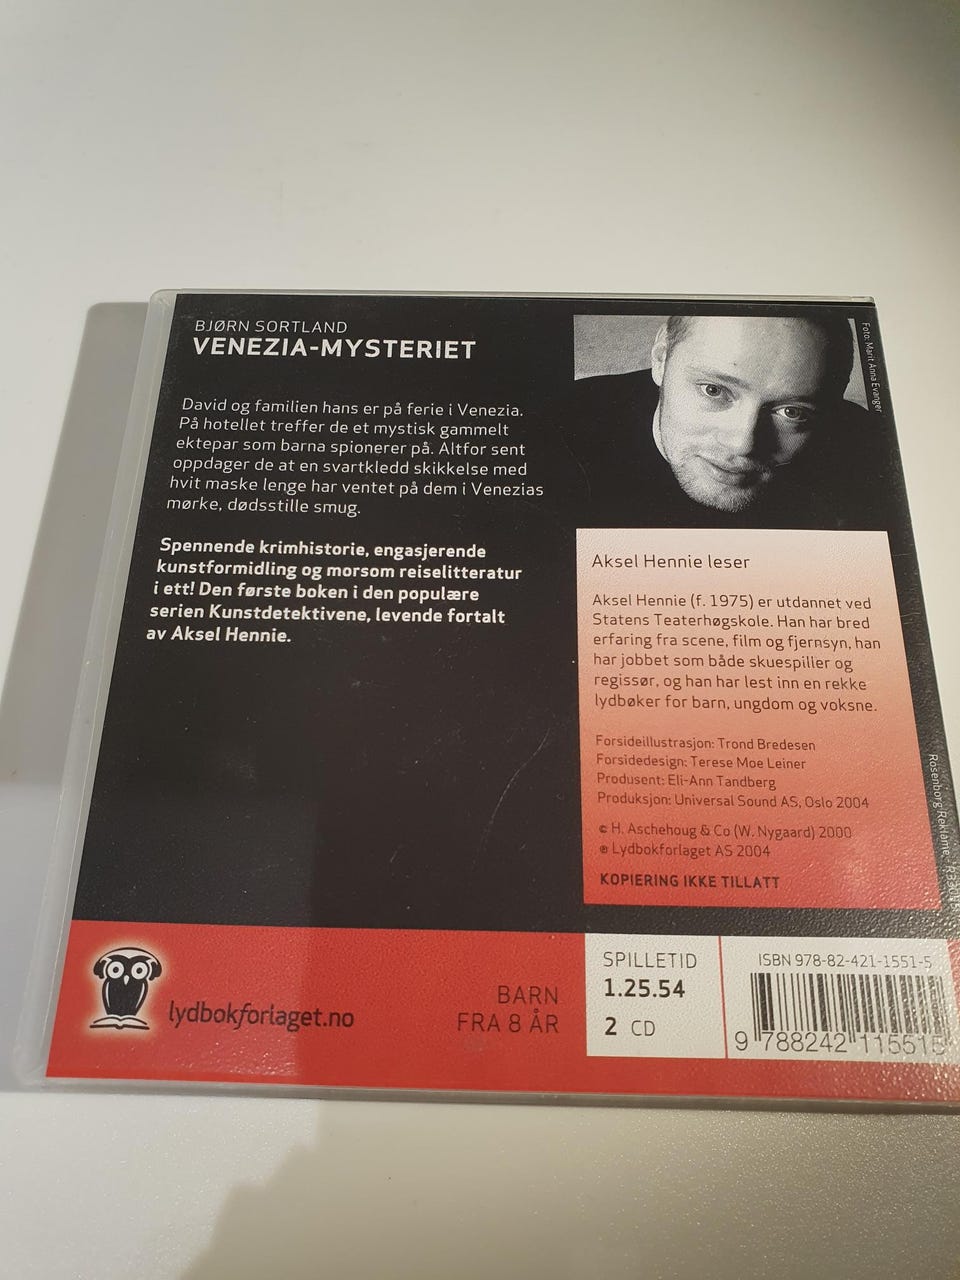 BJØRN SORTLAND
VENEZIA-MYSTERIET
David og familien hans er på ferie i Venezia.
På hotellet treffer de et mystisk gammelt
ektepar som barna spionerer på. Altfor sent
oppdager de at en svartkledd skikkelse med
hvit maske lenge har ventet på dem i Venezias
mørke, dødsstille smug.
Spennende krimhistorie, engasjerende
kunstformidling og morsom reiselitteratur
i ett! Den første boken i den populære
serien Kunstdetektivene, levende fortalt
av Aksel Hennie.
Foto: Marit Anna Evanger
Aksel Hennie leser
Aksel Hennie (f. 1975) er utdannet ved
Statens Teaterhøgskole. Han har bred
erfaring fra scene, film og fjernsyn, han
har jobbet som både skuespiller og
regissør, og han har lest inn en rekke
lydbøker for barn, ungdom og voksne.
Forsideillustrasjon: Trond Bredesen
Forsidedesign: Terese Moe Leiner
Produsent: Eli-Ann Tandberg
Produksjon: Universal Sound AS, Oslo 2004
© H. Aschehoug & Co (W. Nygaard) 2000
℗ Lydbokforlaget AS 2004
KOPIERING IKKE TILLATT
Rosenborg Reklame
lydbokforlaget.no
BARN
FRA 8 ÅR
SPILLETID
1.25.54
2 CD
ISBN 978-82-421-1551-5
9 788242 115515